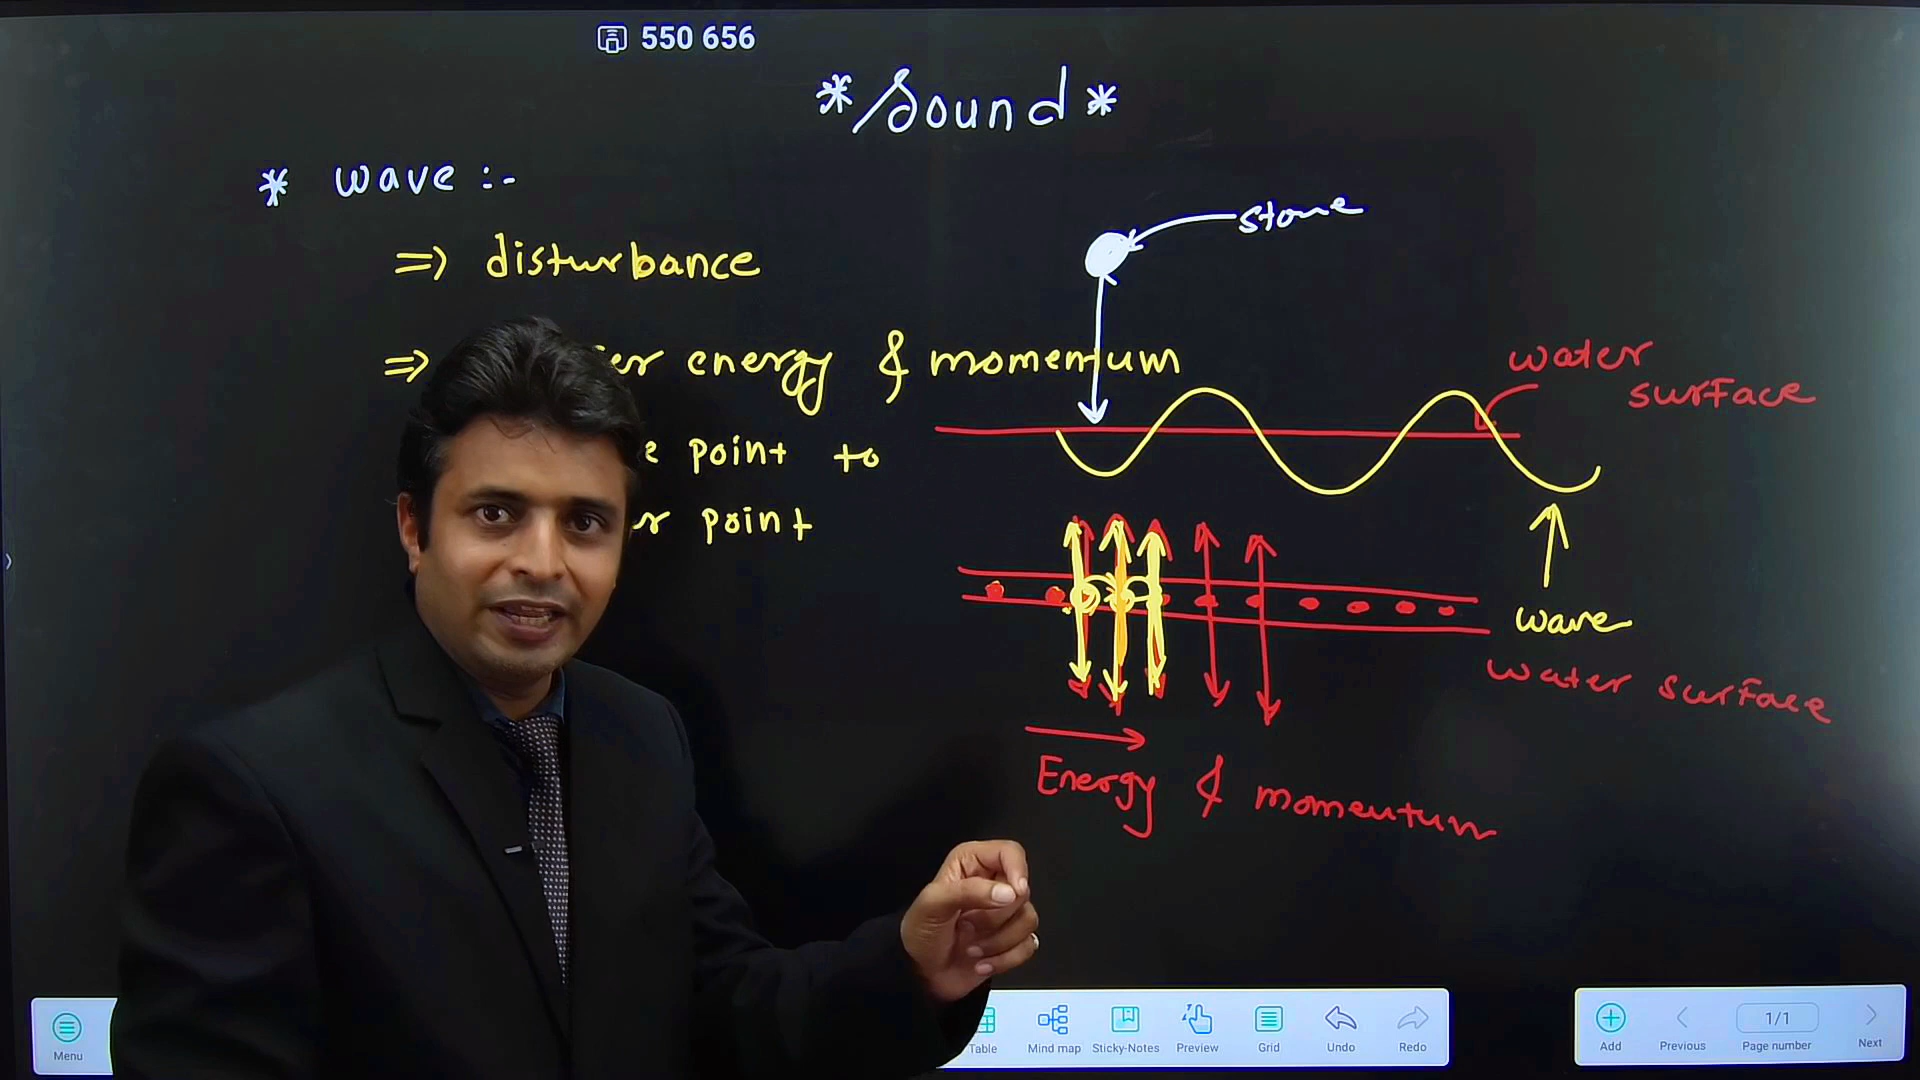 550 656
* Sound *
* wave :-
⇒ disturbance
stone
⇒ energy & momentum
water
surface
point to
point
wave
water surface
Energy & momentum
Menu
Table
Mind map
Sticky-Notes
Preview
Grid
Undo
Redo
Add
Previous
1/1
Page number
Next